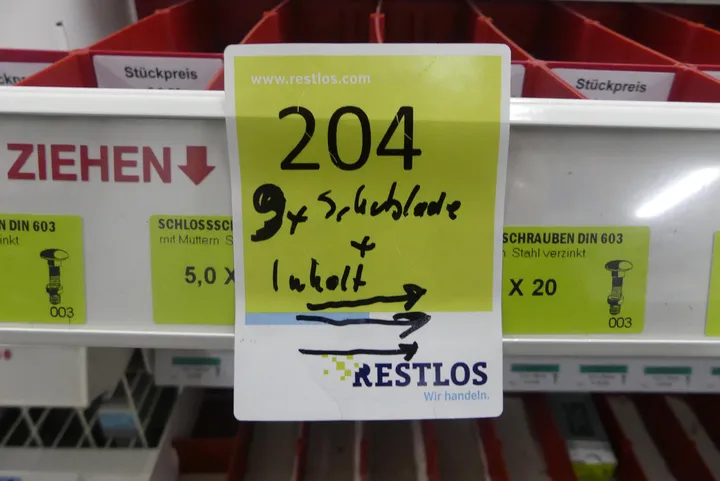 Stückpreis
Stückpreis
www.restlos.com
204
ZIEHEN
9x Schublade
+
Inhalt
N DIN 603
inkt
003
SCHLOSSSC
mit Muttern S
5,0 X
SCHRAUBEN DIN 603
Stahl verzinkt
X 20
003
RESTLOS
Wir handeln.